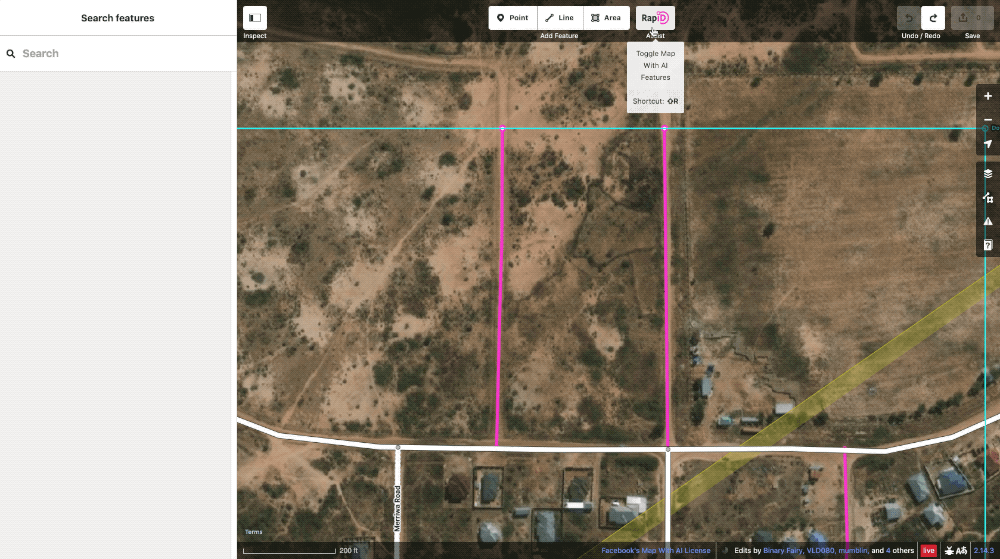 Search features
Search
Inspect
Point
Line
Area
Add Feature
RapiD
Assist
Toggle Map
With AI
Features
Shortcut: ⇧R
Undo / Redo
0
Save
Merriwa Road
Terms
200 ft
Facebook's Map With AI License
Edits by Binary Fairy, VLD080, mumblin, and 4 others
live
2.14.3